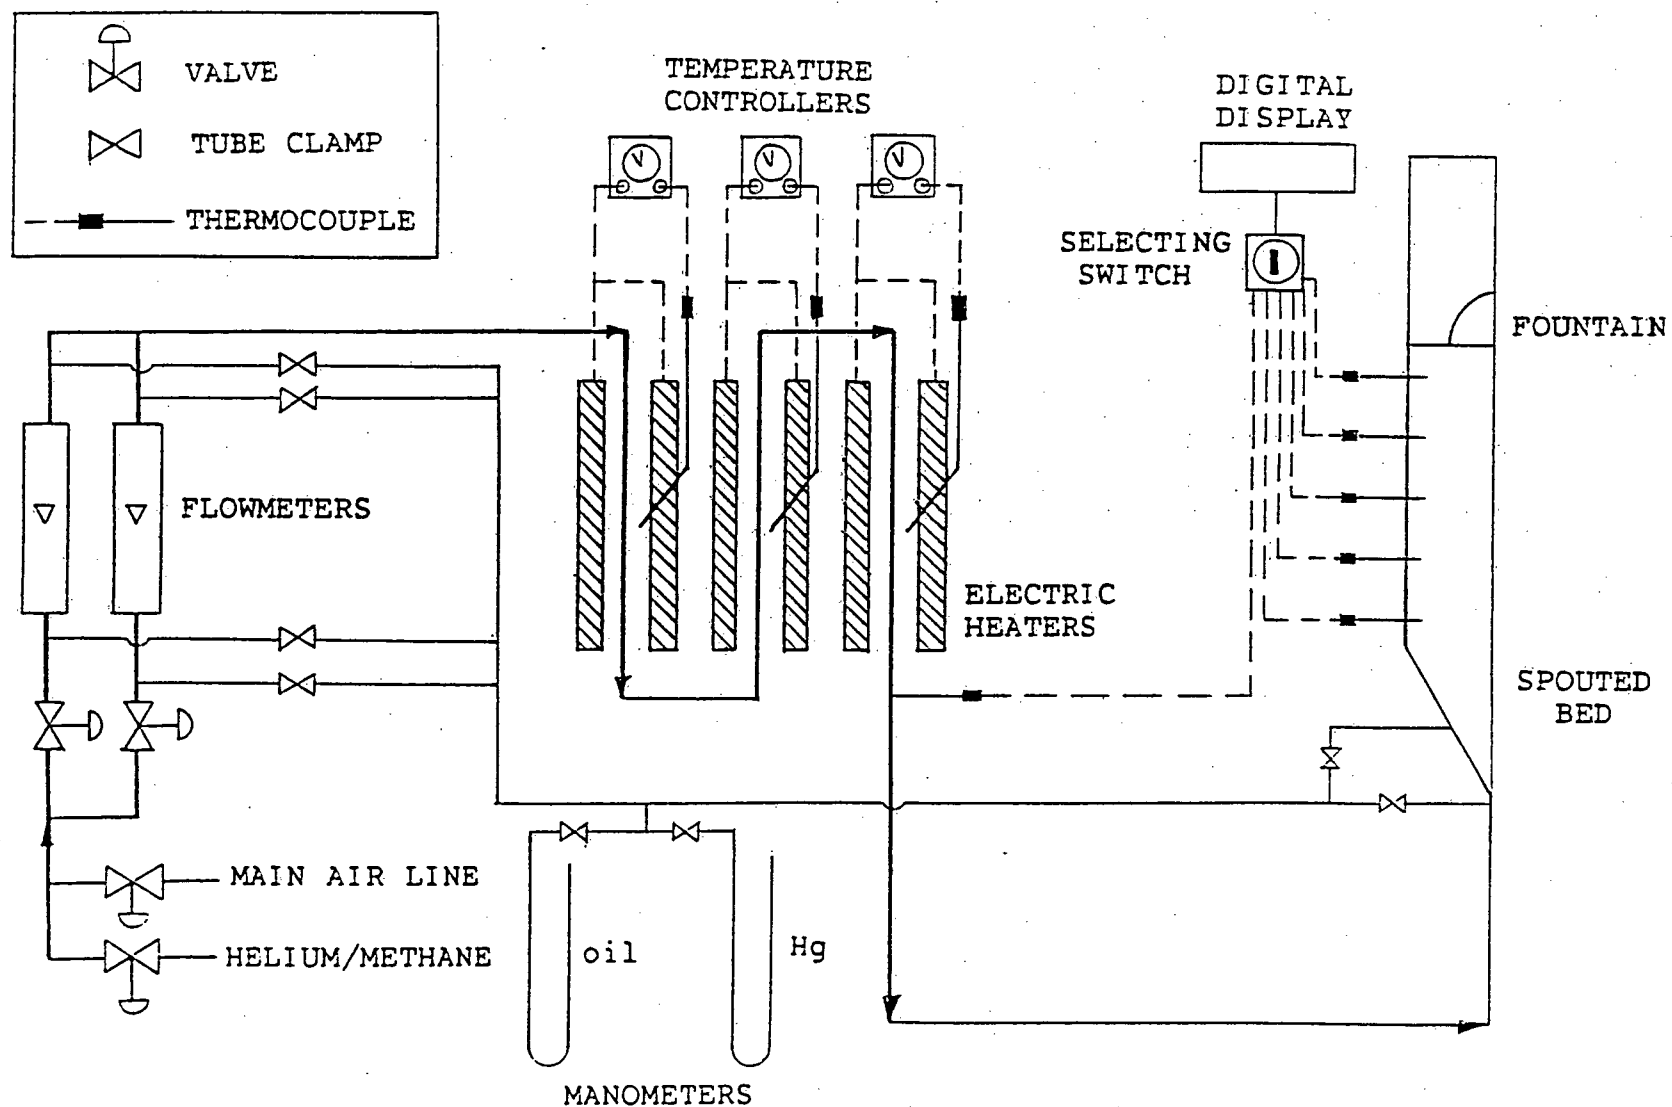 VALVE
TUBE CLAMP
THERMOCOUPLE
TEMPERATURE
CONTROLLERS
V
V
V
DIGITAL
DISPLAY
SELECTING
SWITCH
FOUNTAIN
FLOWMETERS
ELECTRIC
HEATERS
SPOUTED
BED
MAIN AIR LINE
HELIUM/METHANE
oil
Hg
MANOMETERS